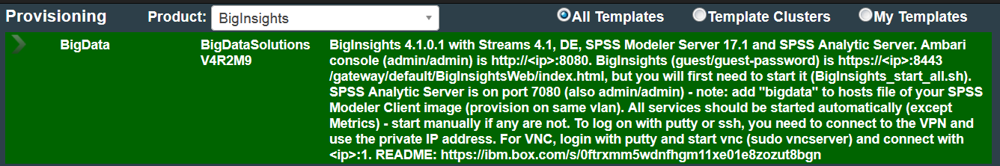 Provisioning Product: BigInsights All Templates Template Clusters My Templates
BigData BigDataSolutions BigInsights 4.1.0.1 with Streams 4.1, DE, SPSS Modeler Server 17.1 and SPSS Analytic Server. Ambari
V4R2M9 console (admin/admin) is http://<ip>:8080. BigInsights (guest/guest-password) is https://<ip>:8443
/gateway/default/BigInsightsWeb/index.html, but you will first need to start it (BigInsights_start_all.sh).
SPSS Analytic Server is on port 7080 (also admin/admin) - note: add "bigdata" to hosts file of your SPSS
Modeler Client image (provision on same vlan). All services should be started automatically (except
Metrics) - start manually if any are not. To log on with putty or ssh, you need to connect to the VPN and
use the private IP address. For VNC, login with putty and start vnc (sudo vncserver) and connect with
<ip>:1. README: https://ibm.box.com/s/0ftrxmm5wdnfhgm11xe01e8zozut8bgn